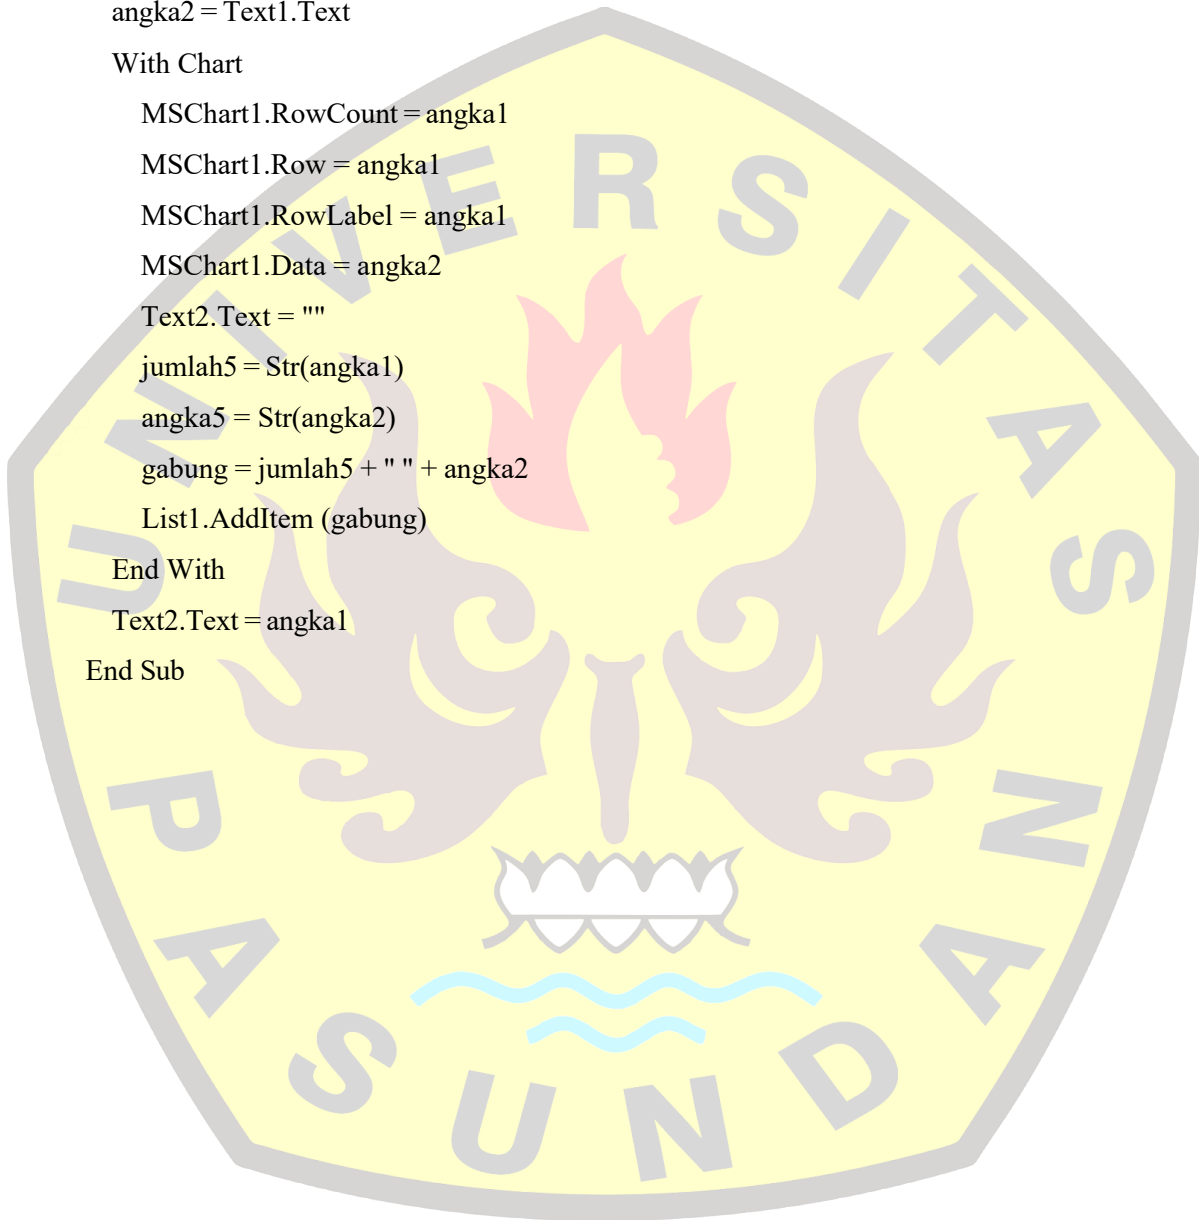 angka2 = Text1.Text
With Chart
MSChart1.RowCount = angka1
MSChart1.Row = angka1
MSChart1.RowLabel = angka1
MSChart1.Data = angka2
Text2.Text = ""
jumlah5 = Str(angka1)
angka5 = Str(angka2)
gabung = jumlah5 + " " + angka2
List1.AddItem (gabung)
End With
Text2.Text = angka1
End Sub
UNIVERSITAS
PASUNDAN